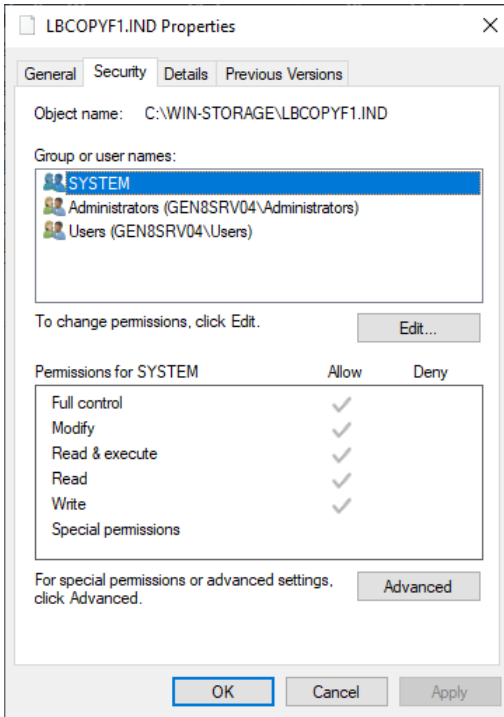 LBCOPYF1.IND Properties
General Security Details Previous Versions
Object name: C:\WIN-STORAGE\LBCOPYF1.IND
Group or user names:
SYSTEM
Administrators (GEN8SRV04\Administrators)
Users (GEN8SRV04\Users)
To change permissions, click Edit.
Edit...
Permissions for SYSTEM Allow Deny
Full control
Modify
Read & execute
Read
Write
Special permissions
For special permissions or advanced settings,
click Advanced.
Advanced
OK Cancel Apply